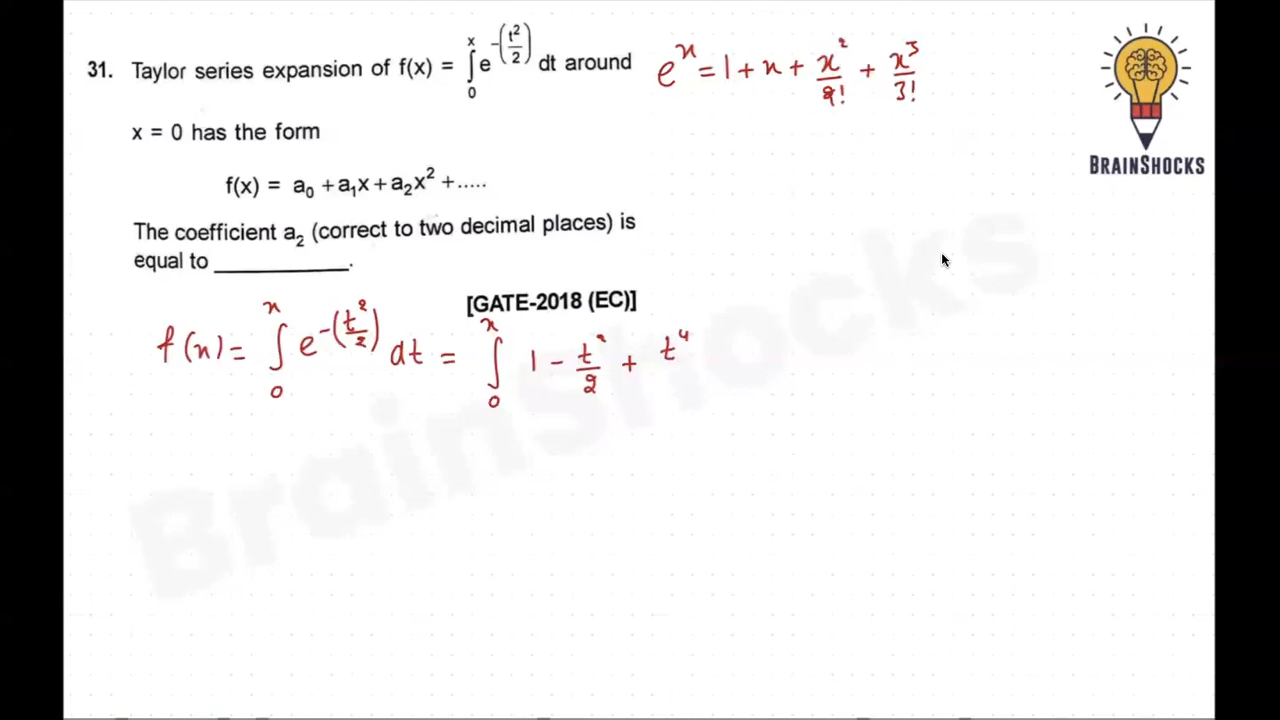 31. Taylor series expansion of f(x) = ∫₀ˣ e^-(t²/2) dt around
x = 0 has the form
f(x) = a₀ + a₁x + a₂x² + .....
The coefficient a₂ (correct to two decimal places) is
equal to ____________.
[GATE-2018 (EC)]
eˣ = 1 + x + x²/2! + x³/3!
BRAINSHOCKS
f(x) = ∫₀ˣ e^-(t²/2) dt = ∫₀ˣ 1 - t²/2 + t⁴
BrainShocks